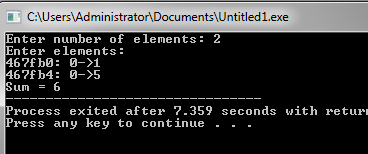 C:\Users\Administrator\Documents\Untitled1.exe
Enter number of elements: 2
Enter elements:
467fb0: 0->1
467fb4: 0->5
Sum = 6
--------------------------------
Process exited after 7.359 seconds with retur
Press any key to continue . . .